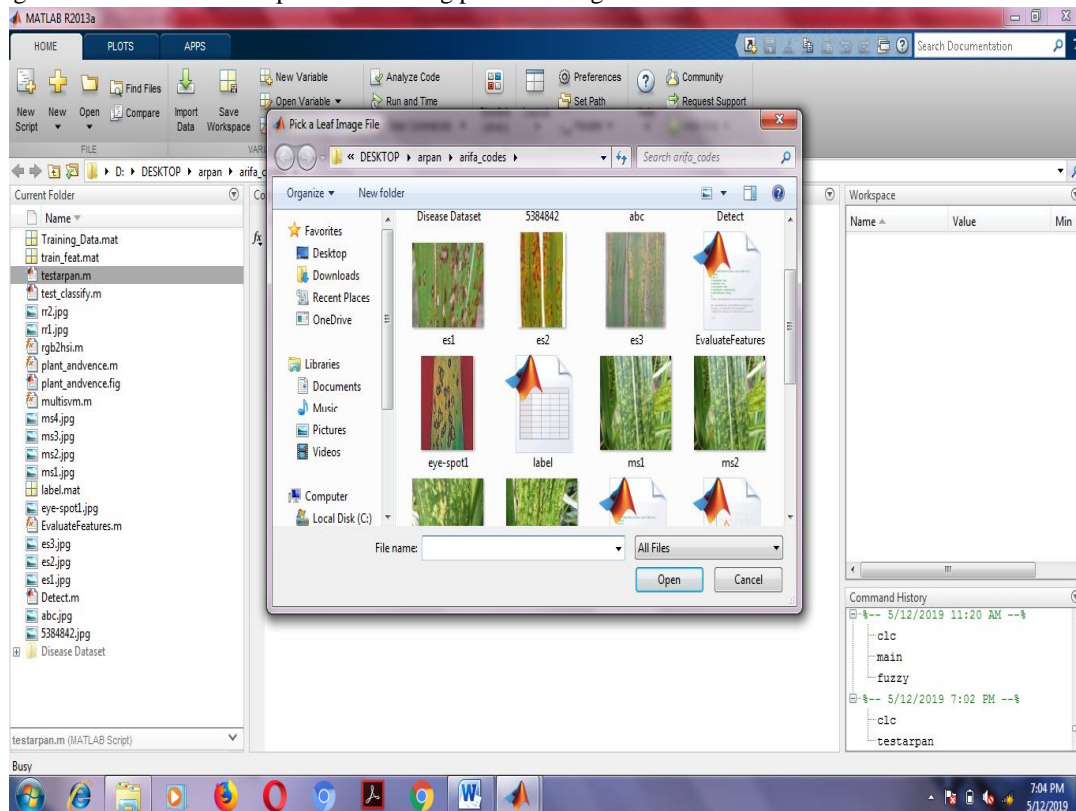 MATLAB R2013a
HOME PLOTS APPS
Search Documentation
New Script
New
Open
Find Files
Compare
Import Data
Save Workspace
New Variable
Open Variable
Analyze Code
Run and Time
Preferences
Set Path
Community
Request Support
FILE
D: DESKTOP arpan
Current Folder
Name
Training_Data.mat
train_feat.mat
testarpan.m
test_classify.m
rr2.jpg
rr1.jpg
rgb2hsi.m
plant_andvence.m
plant_andvence.fig
multisvm.m
ms4.jpg
ms3.jpg
ms2.jpg
ms1.jpg
label.mat
eye-spot1.jpg
EvaluateFeatures.m
es3.jpg
es2.jpg
es1.jpg
Detect.m
abc.jpg
5384842.jpg
Disease Dataset
testarpan.m (MATLAB Script)
Busy
fx
Pick a Leaf Image File
« DESKTOP arpan arifa_codes
Search arifa_codes
Organize New folder
Favorites
Desktop
Downloads
Recent Places
OneDrive
Libraries
Documents
Music
Pictures
Videos
Computer
Local Disk (C:)
Disease Dataset 5384842 abc Detect
es1 es2 es3 EvaluateFeatures
eye-spot1 label ms1 ms2
File name:
All Files
Open Cancel
Workspace
Name Value Min
Command History
%-- 5/12/2019 11:20 AM --%
clc
main
fuzzy
%-- 5/12/2019 7:02 PM --%
clc
testarpan
7:04 PM
5/12/2019